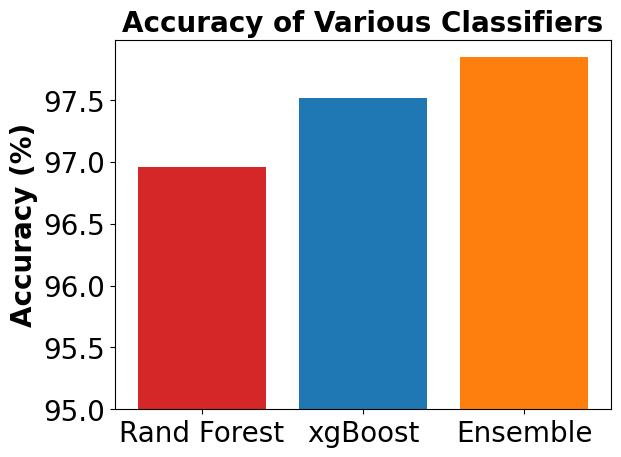 Accuracy of Various Classifiers
Accuracy (%)
97.5
97.0
96.5
96.0
95.5
95.0
Rand Forest xgBoost Ensemble